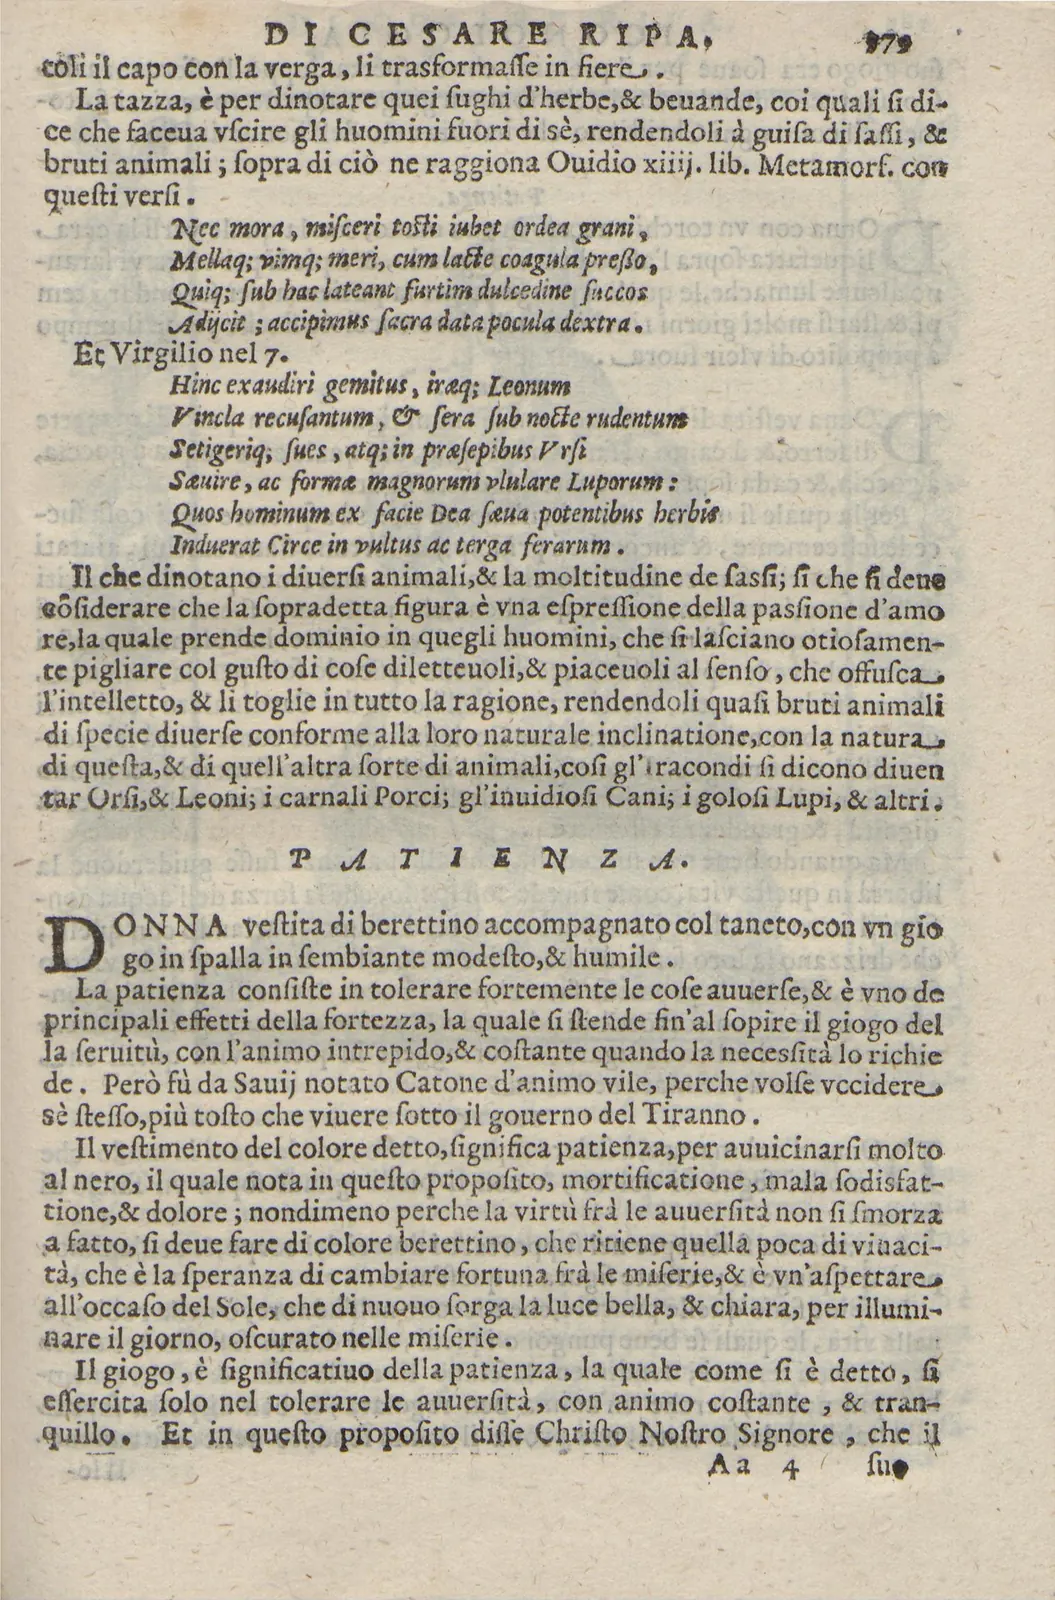 DI CESARE RIPA. 379
coli il capo con la verga, li trasformaſſe in fiere.
La tazza, è per dinotare quei ſughi d'herbe,& beuande, coi quali ſi di-
ce che faceua vſcire gli huomini fuori di sè, rendendoli à guiſa di ſaſſi, &
bruti animali; ſopra di ciò ne raggiona Ouidio xiiij. lib. Metamorf. con
queſti verſi.
Nec mora, miſceri toſti iubet ordea grani,
Mellaq; vimq; meri, cum lacte coagula preſſo,
Quiq; ſub hac lateant furtim dulcedine ſuccos
Adijcit; accipimus ſacra data pocula dextra.
Et Virgilio nel 7.
Hinc exaudiri gemitus, iræq; Leonum
Vincla recuſantum, & ſera ſub nocte rudentum
Setigeriq; ſues, atq; in præſepibus Vrſi
Sæuire, ac formæ magnorum vlulare Luporum:
Quos hominum ex facie Dea ſæua potentibus herbis
Induerat Circe in vultus ac terga ferarum.
Il che dinotano i diuerſi animali,& la moltitudine de ſaſsi; ſi che ſi deue
cõſiderare che la ſopradetta figura è vna eſpreſſione della paſsione d'amo
re,la quale prende dominio in quegli huomini, che ſi laſciano otioſamen-
te pigliare col guſto di coſe diletteuoli,& piaceuoli al ſenſo, che offuſca
l'intelletto, & li toglie in tutto la ragione, rendendoli quaſi bruti animali
di ſpecie diuerſe conforme alla loro naturale inclinatione,con la natura
di queſta,& di quell'altra ſorte di animali,coſi gl'iracondi ſi dicono diuen
tar Orſi,& Leoni; i carnali Porci; gl'inuidioſi Cani; i goloſi Lupi, & altri.
PATIENZA.
DONNA veſtita di berettino accompagnato col taneto,con vn gio
go in ſpalla in ſembiante modeſto,& humile.
La patienza conſiſte in tolerare fortemente le coſe auuerſe,& è vno de
principali effetti della fortezza, la quale ſi ſtende fin'al ſopire il giogo del
la ſeruitù, con l'animo intrepido,& coſtante quando la neceſsità lo richie
de. Però fù da Sauij notato Catone d'animo vile, perche volſe vccidere
sè ſteſſo,più toſto che viuere ſotto il gouerno del Tiranno.
Il veſtimento del colore detto,ſignifica patienza,per auuicinarſi molto
al nero, il quale nota in queſto propoſito, mortificatione, mala ſodisfat-
tione,& dolore; nondimeno perche la virtù frà le auuerſità non ſi ſmorza
a fatto, ſi deue fare di colore berettino, che ritiene quella poca di viuaci-
tà, che è la ſperanza di cambiare fortuna frà le miſerie,& è vn'aſpettare
all'occaſo del Sole, che di nuouo ſorga la luce bella, & chiara, per illumi-
nare il giorno, oſcurato nelle miſerie.
Il giogo, è ſignificatiuo della patienza, la quale come ſi è detto, ſi
eſſercita ſolo nel tolerare le auuerſità, con animo coſtante, & tran-
quillo. Et in queſto propoſito diſſe Chriſto Noſtro Signore, che il
Aa 4 ſuo